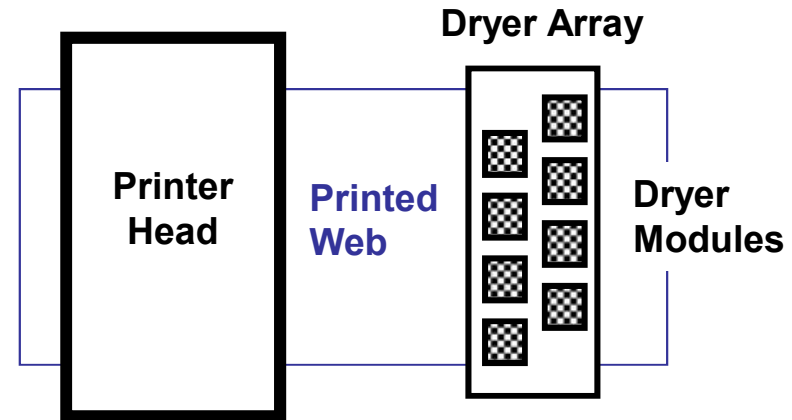 Dryer Array
Printer
Head
Printed
Web
Dryer
Modules